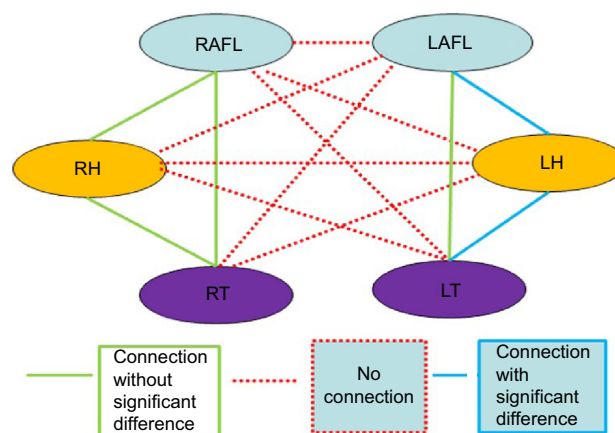 RAFL
LAFL
RH
LH
RT
LT
Connection
without
significant
difference
No
connection
Connection
with
significant
difference